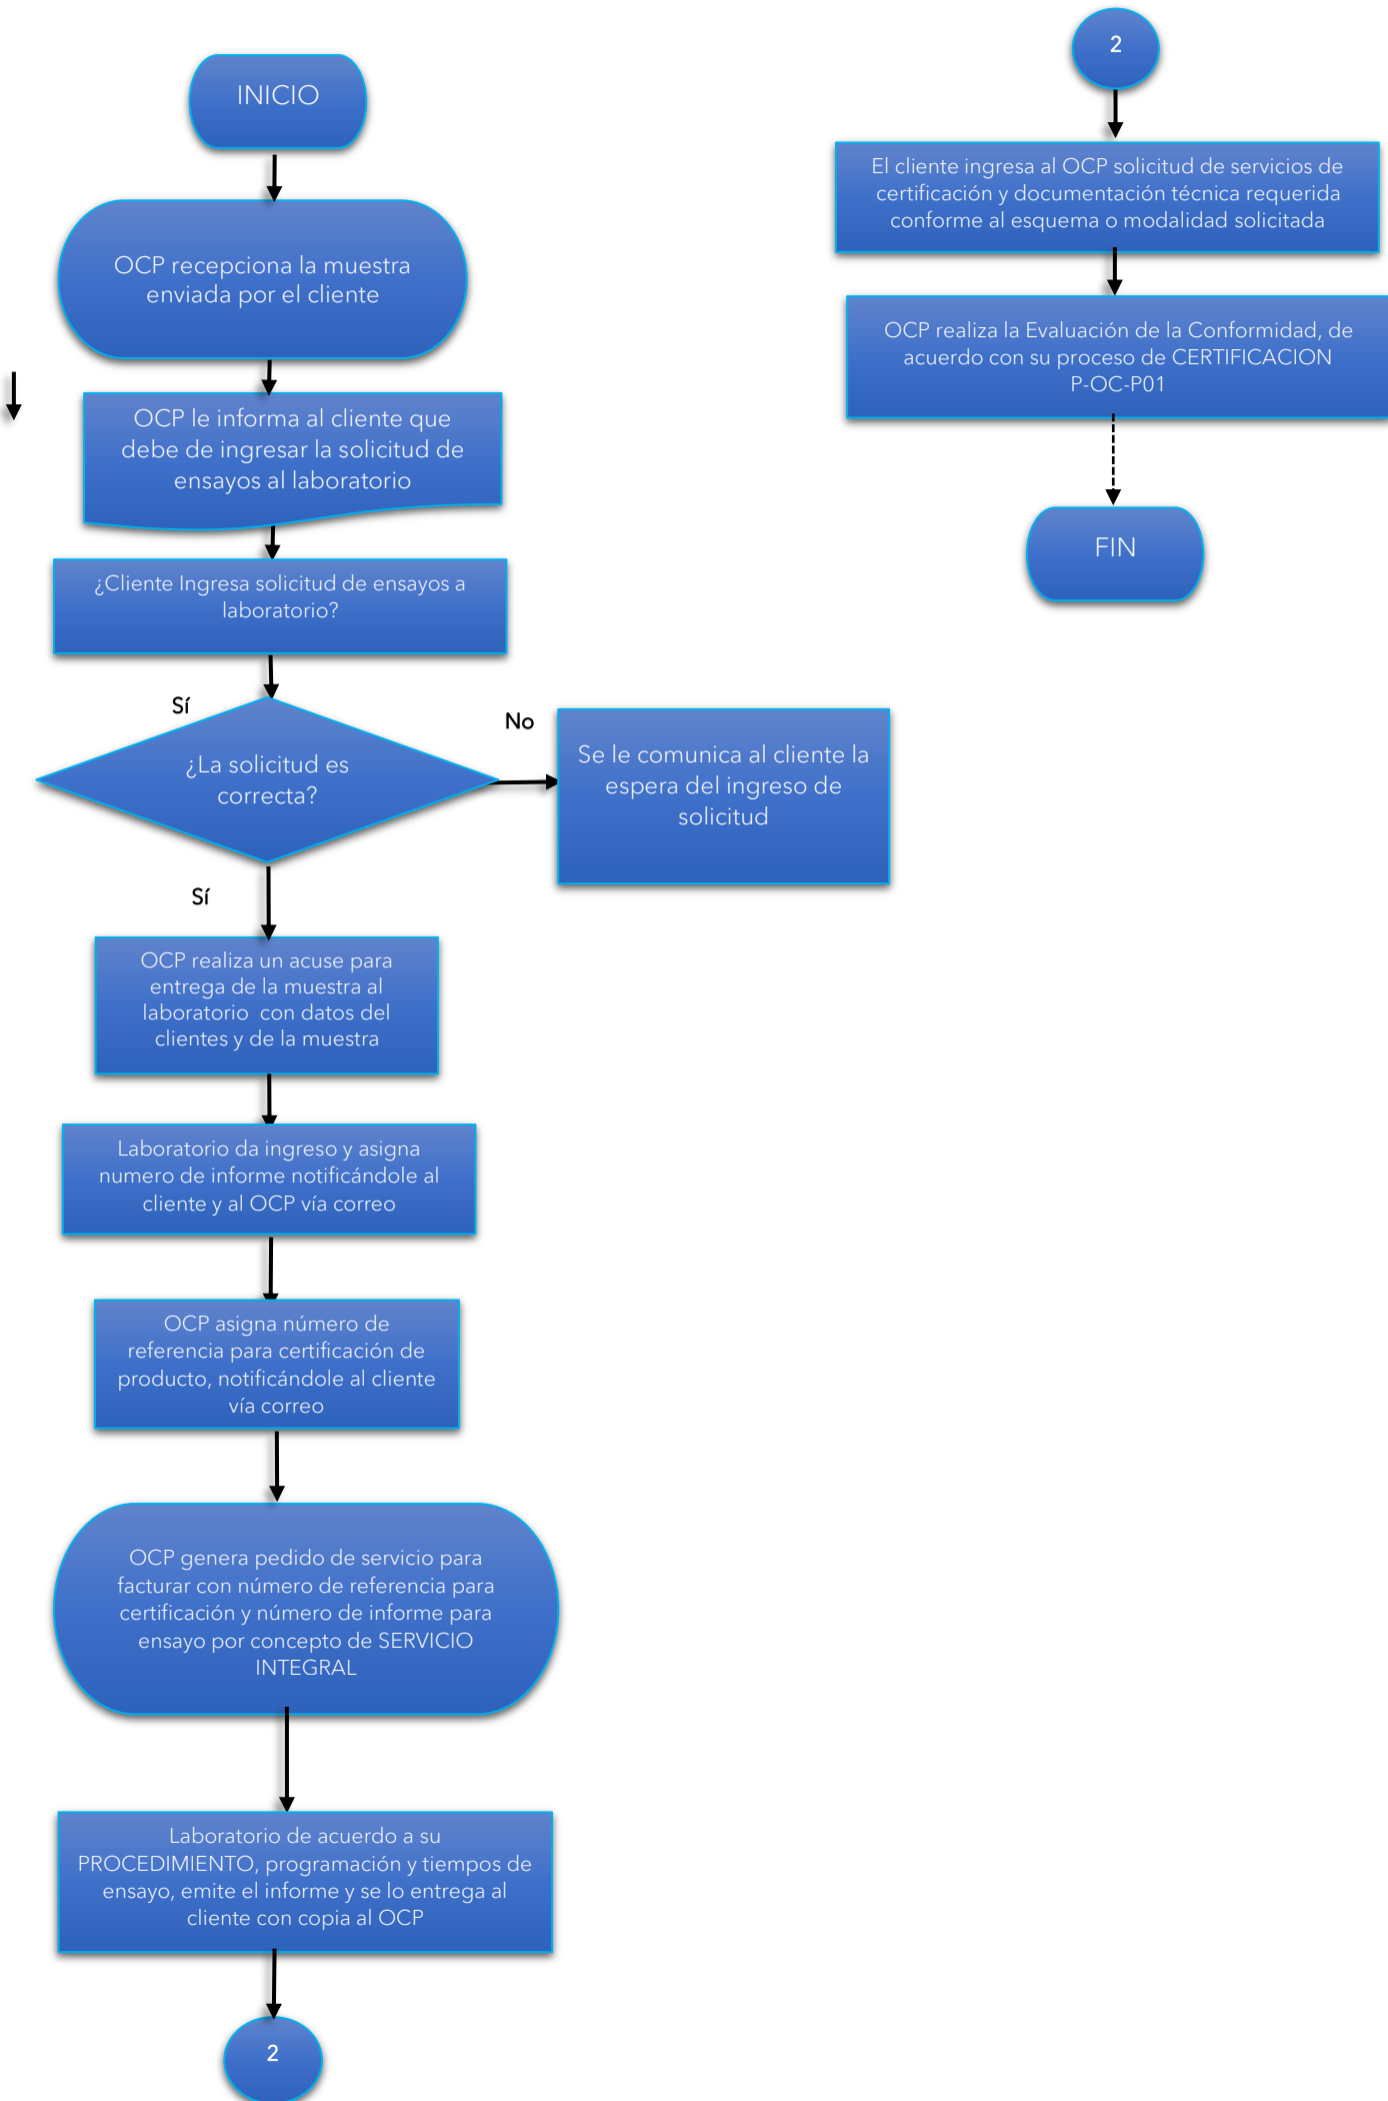 INICIO
OCP recepciona la muestra
enviada por el cliente
OCP le informa al cliente que
debe de ingresar la solicitud de
ensayos al laboratorio
¿Cliente Ingresa solicitud de ensayos a
laboratorio?
Sí
No
¿La solicitud es
correcta?
Se le comunica al cliente la
espera del ingreso de
solicitud
Sí
OCP realiza un acuse para
entrega de la muestra al
laboratorio con datos del
clientes y de la muestra
Laboratorio da ingreso y asigna
numero de informe notificándole al
cliente y al OCP vía correo
OCP asigna número de
referencia para certificación de
producto, notificándole al cliente
vía correo
OCP genera pedido de servicio para
facturar con número de referencia para
certificación y número de informe para
ensayo por concepto de SERVICIO
INTEGRAL
Laboratorio de acuerdo a su
PROCEDIMIENTO, programación y tiempos de
ensayo, emite el informe y se lo entrega al
cliente con copia al OCP
2
2
El cliente ingresa al OCP solicitud de servicios de
certificación y documentación técnica requerida
conforme al esquema o modalidad solicitada
OCP realiza la Evaluación de la Conformidad, de
acuerdo con su proceso de CERTIFICACION
P-OC-P01
FIN